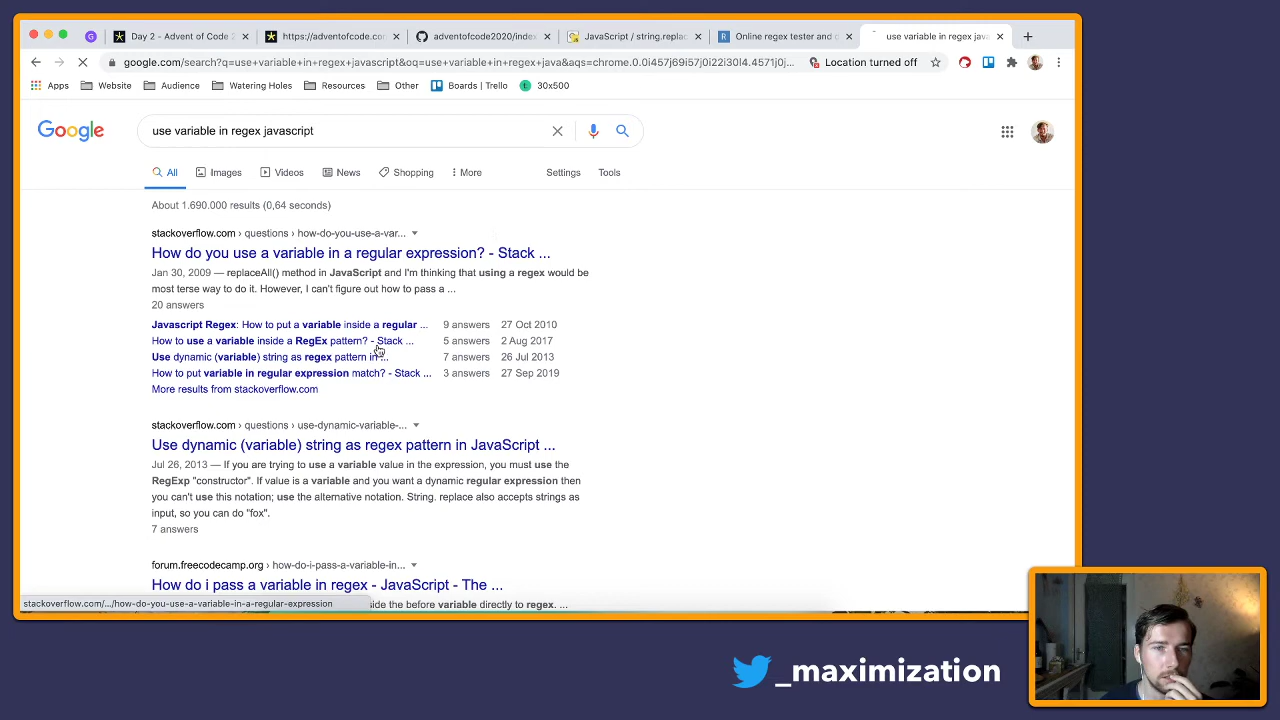 Day 2 - Advent of Code 2
https://adventofcode.con
adventofcode2020/index
JavaScript / string.replac
Online regex tester and d
use variable in regex java
google.com/search?q=use+variable+in+regex+javascript&oq=use+variable+in+regex+java&aqs=chrome.0.0i457j69i57j0i22i30l4.4571j0j...
Location turned off
Apps
Website
Audience
Watering Holes
Resources
Other
Boards | Trello
30x500
Google
use variable in regex javascript
All
Images
Videos
News
Shopping
More
Settings
Tools
About 1.690.000 results (0,64 seconds)
stackoverflow.com › questions › how-do-you-use-a-var...
How do you use a variable in a regular expression? - Stack ...
Jan 30, 2009 — replaceAll() method in JavaScript and I'm thinking that using a regex would be
most terse way to do it. However, I can't figure out how to pass a ...
20 answers
Javascript Regex: How to put a variable inside a regular ... 9 answers 27 Oct 2010
How to use a variable inside a RegEx pattern? - Stack ... 5 answers 2 Aug 2017
Use dynamic (variable) string as regex pattern in ... 7 answers 26 Jul 2013
How to put variable in regular expression match? - Stack ... 3 answers 27 Sep 2019
More results from stackoverflow.com
stackoverflow.com › questions › use-dynamic-variable-...
Use dynamic (variable) string as regex pattern in JavaScript ...
Jul 26, 2013 — If you are trying to use a variable value in the expression, you must use the
RegExp "constructor". If value is a variable and you want a dynamic regular expression then
you can't use this notation; use the alternative notation. String. replace also accepts strings as
input, so you can do "fox".
7 answers
forum.freecodecamp.org › how-do-i-pass-a-variable-in...
How do i pass a variable in regex - JavaScript - The ...
stackoverflow.com/.../how-do-you-use-a-variable-in-a-regular-expression
side the before variable directly to regex. ...
_maximization